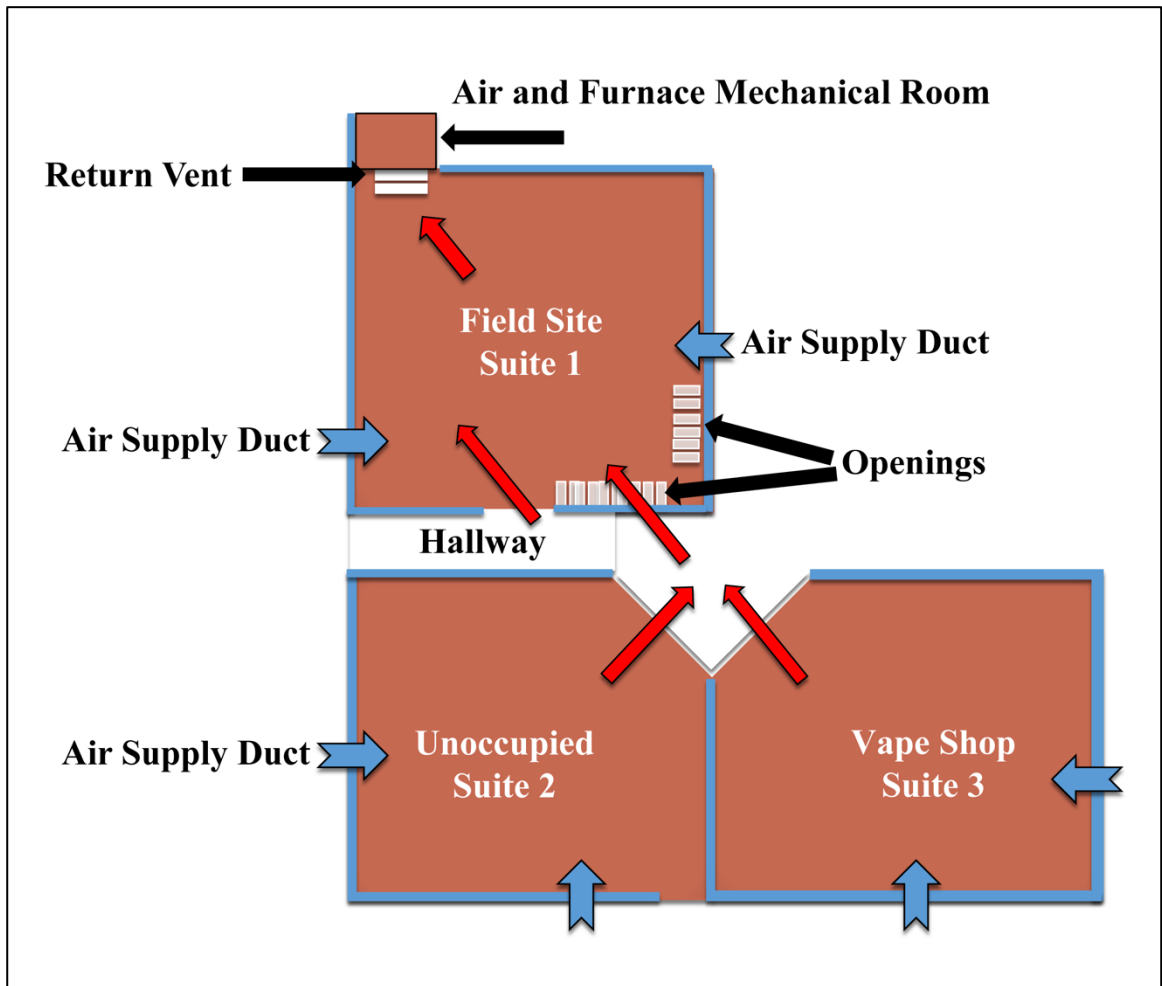 Air and Furnace Mechanical Room
Return Vent
Field Site
Suite 1
Air Supply Duct
Air Supply Duct
Openings
Hallway
Unoccupied
Suite 2
Vape Shop
Suite 3
Air Supply Duct